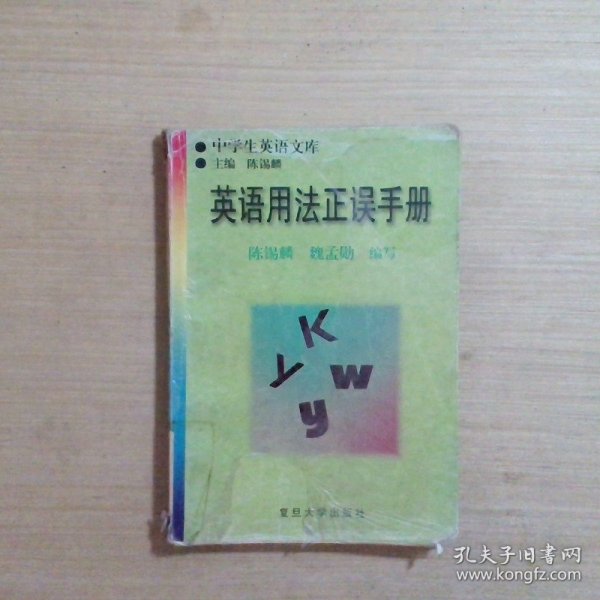 ● 中学生英语文库
● 主编 陈锡麟
英语用法正误手册
陈锡麟 魏孟勋 编写
K
y
w
y
复旦大学出版社
孔夫子旧书网
www.kongfz.com